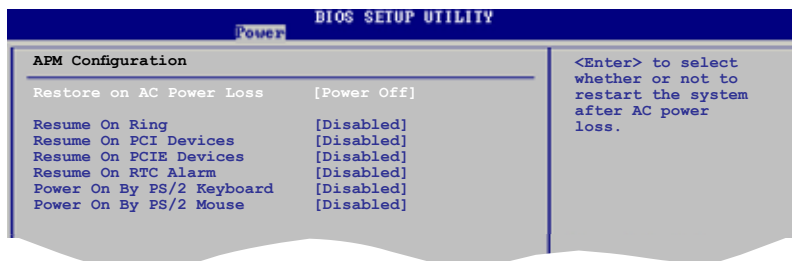 BIOS SETUP UTILITY
Power
APM Configuration
Restore on AC Power Loss [Power Off]
Resume On Ring [Disabled]
Resume On PCI Devices [Disabled]
Resume On PCIE Devices [Disabled]
Resume On RTC Alarm [Disabled]
Power On By PS/2 Keyboard [Disabled]
Power On By PS/2 Mouse [Disabled]
<Enter> to select
whether or not to
restart the system
after AC power
loss.